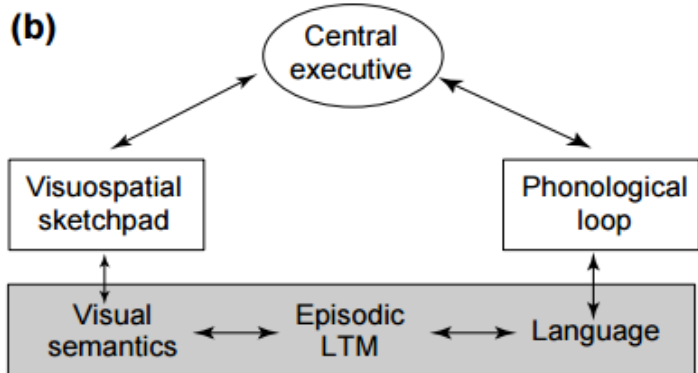 (b)
Central
executive
Visuospatial
sketchpad
Phonological
loop
Visual
semantics
Episodic
LTM
Language